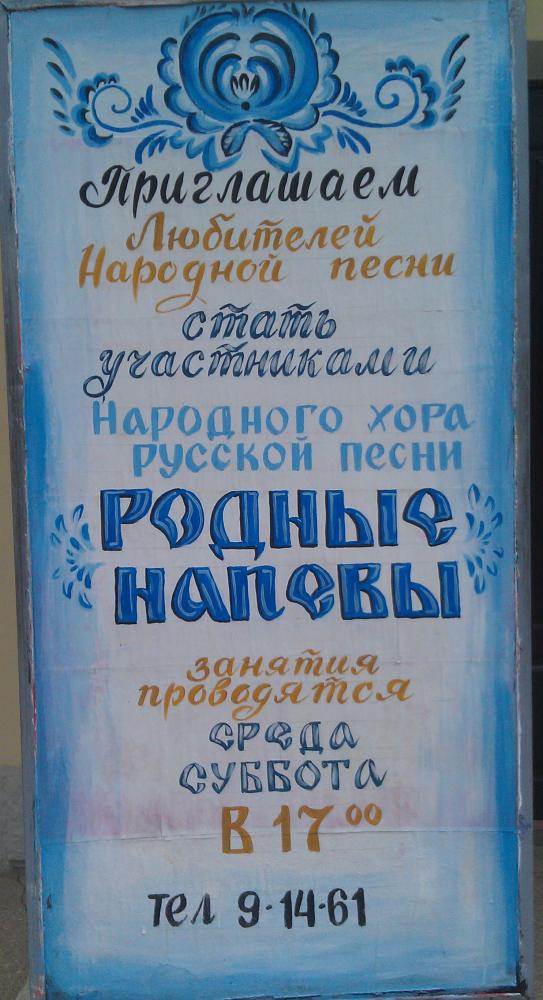 Приглашаем
Любителей
Народной песни
стать
участниками
Народного хора
русской песни
РОДНЫЕ
НАПЕВЫ
занятия
проводятся
СРЕДА
СУББОТА
В 17 00
тел 9-14-61